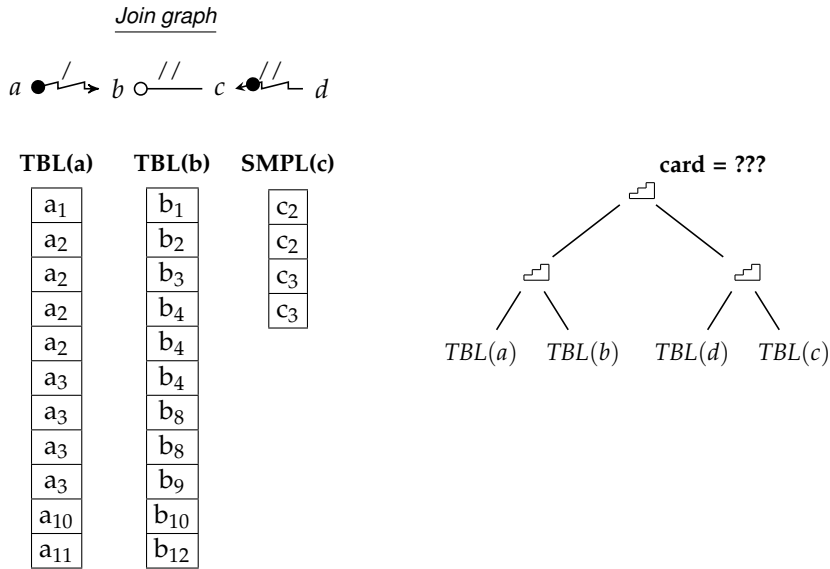 Join graph
/ // //
a b c d
TBL(a) TBL(b) SMPL(c) card = ???
a₁ b₁ c₂
a₂ b₂ c₂
a₂ b₃ c₃
a₂ b₄ c₃
a₂ b₄ TBL(a) TBL(b) TBL(d) TBL(c)
a₃ b₄
a₃ b₈
a₃ b₈
a₃ b₉
a₁₀ b₁₀
a₁₁ b₁₂